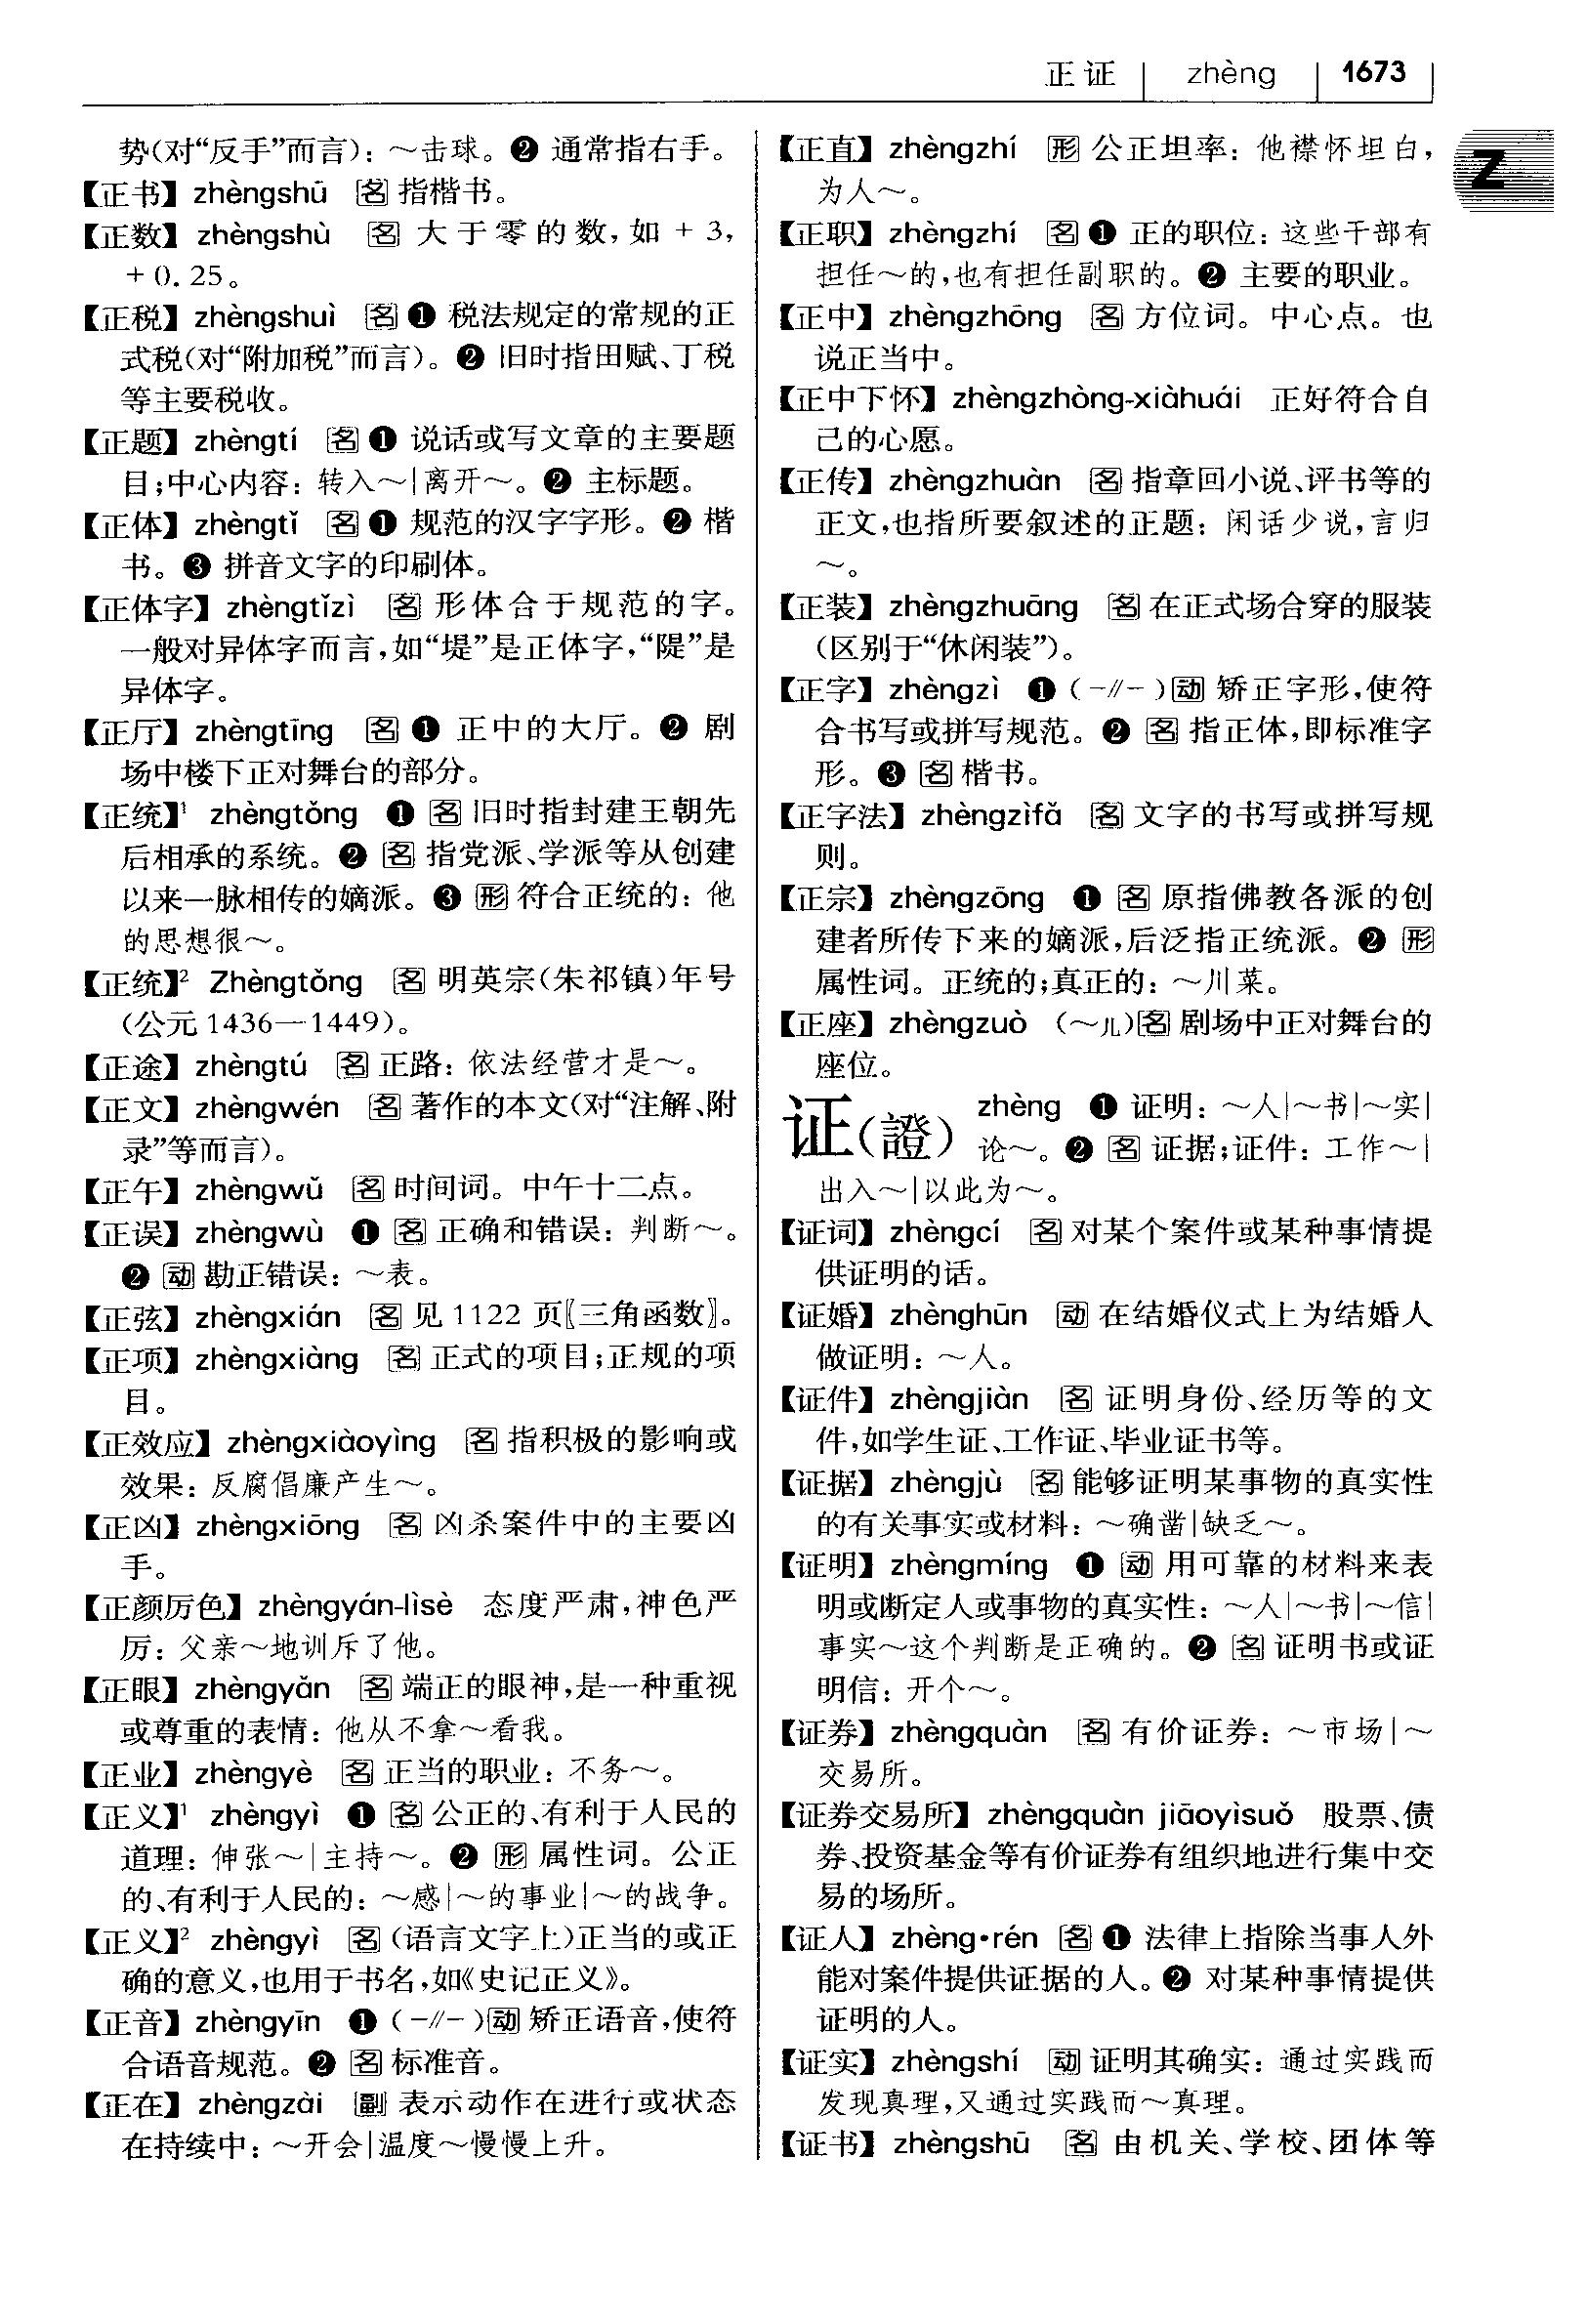 正证 zhèng 1673
势(对“反手”而言)：～击球。❷ 通常指右手。
【正书】 zhèngshū 名 指楷书。
【正数】 zhèngshù 名 大于零的数，如 + 3，
+ 0. 25。
【正税】 zhèngshuì 名 ❶ 税法规定的常规的正
式税(对“附加税”而言)。❷ 旧时指田赋、丁税
等主要税收。
【正题】 zhèngtí 名 ❶ 说话或写文章的主要题
目；中心内容：转入～|离开～。❷ 主标题。
【正体】 zhèngtǐ 名 ❶ 规范的汉字字形。❷ 楷
书。❸ 拼音文字的印刷体。
【正体字】 zhèngtǐzì 名 形体合于规范的字。
一般对异体字而言，如“堤”是正体字，“隄”是
异体字。
【正厅】 zhèngtīng 名 ❶ 正中的大厅。❷ 剧
场中楼下正对舞台的部分。
【正统】¹ zhèngtǒng ❶ 名 旧时指封建王朝先
后相承的系统。❷ 名 指党派、学派等从创建
以来一脉相传的嫡派。❸ 形 符合正统的：他
的思想很～。
【正统】² Zhèngtǒng 名 明英宗(朱祁镇)年号
(公元 1436—1449)。
【正途】 zhèngtú 名 正路：依法经营才是～。
【正文】 zhèngwén 名 著作的本文(对“注解、附
录”等而言)。
【正午】 zhèngwǔ 名 时间词。中午十二点。
【正误】 zhèngwù ❶ 名 正确和错误：判断～。
❷ 动 勘正错误：～表。
【正弦】 zhèngxián 名 见 1122 页〖三角函数〗。
【正项】 zhèngxiàng 名 正式的项目；正规的项
目。
【正效应】 zhèngxiàoyìng 名 指积极的影响或
效果：反腐倡廉产生～。
【正凶】 zhèngxiōng 名 凶杀案件中的主要凶
手。
【正颜厉色】 zhèngyán-lìsè 态度严肃，神色严
厉：父亲～地训斥了他。
【正眼】 zhèngyǎn 名 端正的眼神，是一种重视
或尊重的表情：他从不拿～看我。
【正业】 zhèngyè 名 正当的职业：不务～。
【正义】¹ zhèngyì ❶ 名 公正的、有利于人民的
道理：伸张～|主持～。❷ 形 属性词。公正
的、有利于人民的：～感|～的事业|～的战争。
【正义】² zhèngyì 名 (语言文字上)正当的或正
确的意义，也用于书名，如《史记正义》。
【正音】 zhèngyīn ❶ (-//-)动 矫正语音，使符
合语音规范。❷ 名 标准音。
【正在】 zhèngzài 副 表示动作在进行或状态
在持续中：～开会|温度～慢慢上升。
【正直】 zhèngzhí 形 公正坦率：他襟怀坦白，
为人～。
【正职】 zhèngzhí 名 ❶ 正的职位：这些干部有
担任～的，也有担任副职的。❷ 主要的职业。
【正中】 zhèngzhōng 名 方位词。中心点。也
说正当中。
【正中下怀】 zhèngzhòng-xiàhuái 正好符合自
己的心愿。
【正传】 zhèngzhuàn 名 指章回小说、评书等的
正文，也指所要叙述的正题：闲话少说，言归
～。
【正装】 zhèngzhuāng 名 在正式场合穿的服装
(区别于“休闲装”)。
【正字】 zhèngzì ❶ (-//-)动 矫正字形，使符
合书写或拼写规范。❷ 名 指正体，即标准字
形。❸ 名 楷书。
【正字法】 zhèngzìfǎ 名 文字的书写或拼写规
则。
【正宗】 zhèngzōng ❶ 名 原指佛教各派的创
建者所传下来的嫡派，后泛指正统派。❷ 形
属性词。正统的；真正的：～川菜。
【正座】 zhèngzuò (～儿)名 剧场中正对舞台的
座位。
证(證) zhèng ❶ 证明：～人|～书|～实|
论～。❷ 名 证据；证件：工作～|
出入～|以此为～。
【证词】 zhèngcí 名 对某个案件或某种事情提
供证明的话。
【证婚】 zhènghūn 动 在结婚仪式上为结婚人
做证明：～人。
【证件】 zhèngjiàn 名 证明身份、经历等的文
件，如学生证、工作证、毕业证书等。
【证据】 zhèngjù 名 能够证明某事物的真实性
的有关事实或材料：～确凿|缺乏～。
【证明】 zhèngmíng ❶ 动 用可靠的材料来表
明或断定人或事物的真实性：～人|～书|～信|
事实～这个判断是正确的。❷ 名 证明书或证
明信：开个～。
【证券】 zhèngquàn 名 有价证券：～市场|～
交易所。
【证券交易所】 zhèngquàn jiāoyìsuǒ 股票、债
券、投资基金等有价证券有组织地进行集中交
易的场所。
【证人】 zhèng·rén 名 ❶ 法律上指除当事人外
能对案件提供证据的人。❷ 对某种事情提供
证明的人。
【证实】 zhèngshí 动 证明其确实：通过实践而
发现真理，又通过实践而～真理。
【证书】 zhèngshū 名 由机关、学校、团体等
Z